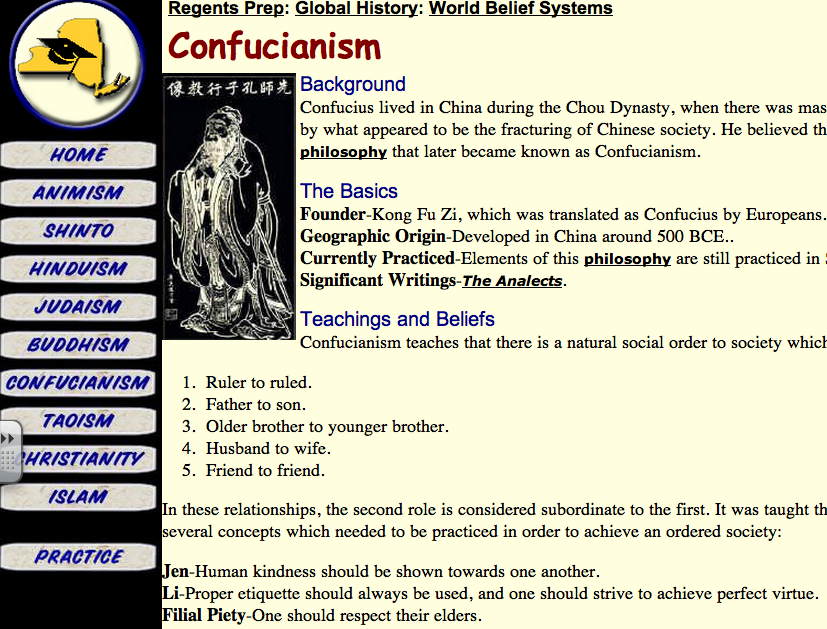 Regents Prep: Global History: World Belief Systems
Confucianism
HOME
ANIMISM
SHINTO
HINDUISM
JUDAISM
BUDDHISM
CONFUCIANISM
TAOISM
HRISTIANITY
ISLAM
PRACTICE
先師孔子行教像
Background
Confucius lived in China during the Chou Dynasty, when there was mas
by what appeared to be the fracturing of Chinese society. He believed th
philosophy that later became known as Confucianism.
The Basics
Founder-Kong Fu Zi, which was translated as Confucius by Europeans.
Geographic Origin-Developed in China around 500 BCE..
Currently Practiced-Elements of this philosophy are still practiced in
Significant Writings-The Analects.
Teachings and Beliefs
Confucianism teaches that there is a natural social order to society which
1. Ruler to ruled.
2. Father to son.
3. Older brother to younger brother.
4. Husband to wife.
5. Friend to friend.
In these relationships, the second role is considered subordinate to the first. It was taught th
several concepts which needed to be practiced in order to achieve an ordered society:
Jen-Human kindness should be shown towards one another.
Li-Proper etiquette should always be used, and one should strive to achieve perfect virtue.
Filial Piety-One should respect their elders.